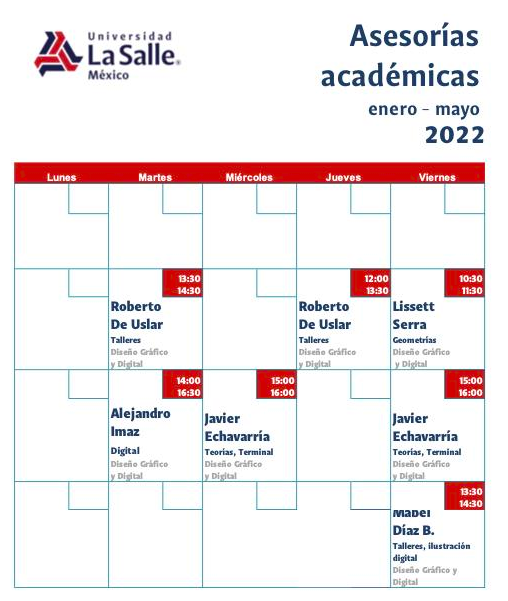 Universidad
La Salle®
México
Asesorías
académicas
enero – mayo
2022
Lunes Martes Miércoles Jueves Viernes
13:30
14:30
Roberto
De Uslar
Talleres
Diseño Gráfico
y Digital
12:00
13:30
Roberto
De Uslar
Talleres
Diseño Gráfico
y Digital
10:30
11:30
Lissett
Serra
Geometrías
Diseño Gráfico
y Digital
14:00
16:30
Alejandro
Imaz
Digital
Diseño Gráfico
y Digital
15:00
16:00
Javier
Echavarría
Teorías, Terminal
Diseño Gráfico
y Digital
15:00
16:00
Javier
Echavarría
Teorías, Terminal
Diseño Gráfico
y Digital
13:30
14:30
Mabel
Díaz B.
Talleres, ilustración
digital
Diseño Gráfico y
Digital